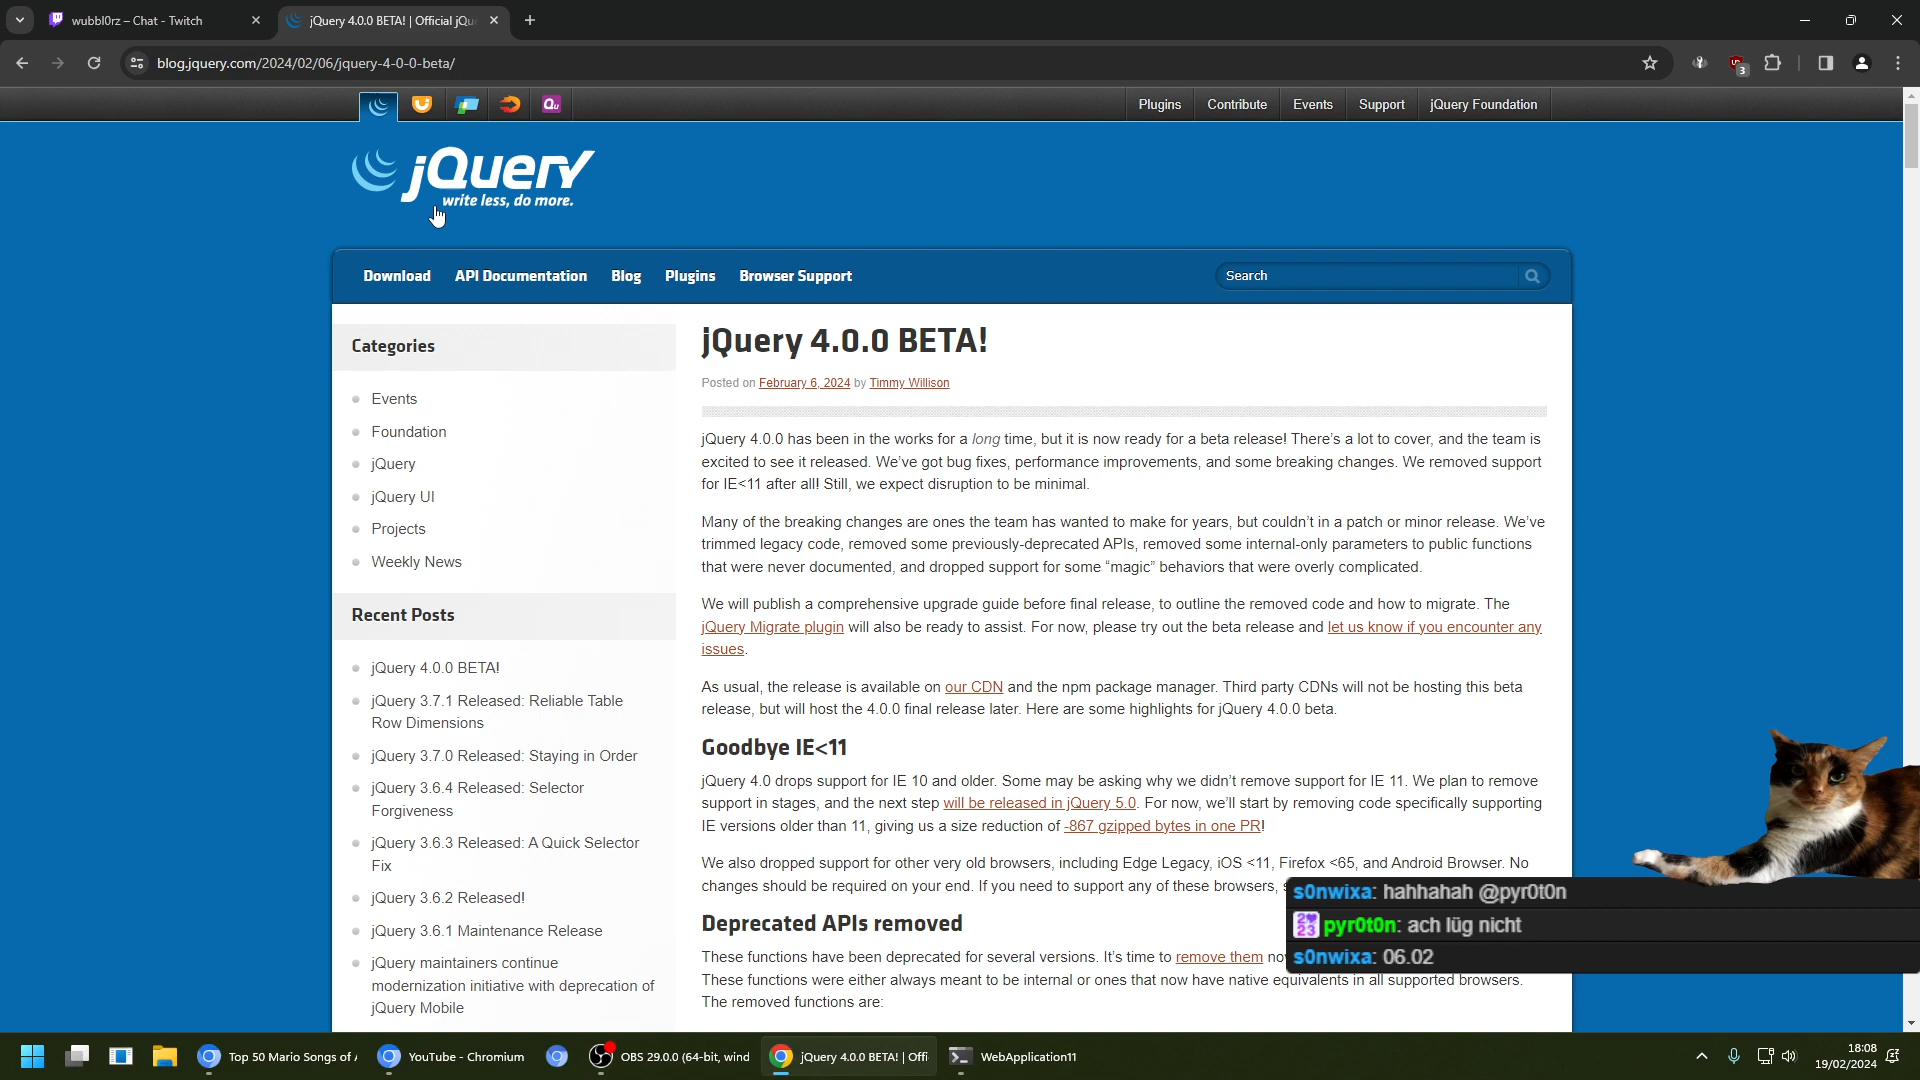 wubbl0rz – Chat - Twitch
jQuery 4.0.0 BETA! | Official jQu
blog.jquery.com/2024/02/06/jquery-4-0-0-beta/
3
Qu
Plugins
Contribute
Events
Support
jQuery Foundation
jQuery
write less, do more.
Download
API Documentation
Blog
Plugins
Browser Support
Search
Categories
Events
Foundation
jQuery
jQuery UI
Projects
Weekly News
Recent Posts
jQuery 4.0.0 BETA!
jQuery 3.7.1 Released: Reliable Table
Row Dimensions
jQuery 3.7.0 Released: Staying in Order
jQuery 3.6.4 Released: Selector
Forgiveness
jQuery 3.6.3 Released: A Quick Selector
Fix
jQuery 3.6.2 Released!
jQuery 3.6.1 Maintenance Release
jQuery maintainers continue
modernization initiative with deprecation of
jQuery Mobile
jQuery 4.0.0 BETA!
Posted on February 6, 2024 by Timmy Willison
jQuery 4.0.0 has been in the works for a long time, but it is now ready for a beta release! There’s a lot to cover, and the team is
excited to see it released. We’ve got bug fixes, performance improvements, and some breaking changes. We removed support
for IE<11 after all! Still, we expect disruption to be minimal.
Many of the breaking changes are ones the team has wanted to make for years, but couldn’t in a patch or minor release. We’ve
trimmed legacy code, removed some previously-deprecated APIs, removed some internal-only parameters to public functions
that were never documented, and dropped support for some “magic” behaviors that were overly complicated.
We will publish a comprehensive upgrade guide before final release, to outline the removed code and how to migrate. The
jQuery Migrate plugin will also be ready to assist. For now, please try out the beta release and let us know if you encounter any
issues.
As usual, the release is available on our CDN and the npm package manager. Third party CDNs will not be hosting this beta
release, but will host the 4.0.0 final release later. Here are some highlights for jQuery 4.0.0 beta.
Goodbye IE<11
jQuery 4.0 drops support for IE 10 and older. Some may be asking why we didn’t remove support for IE 11. We plan to remove
support in stages, and the next step will be released in jQuery 5.0. For now, we’ll start by removing code specifically supporting
IE versions older than 11, giving us a size reduction of -867 gzipped bytes in one PR!
We also dropped support for other very old browsers, including Edge Legacy, iOS <11, Firefox <65, and Android Browser. No
changes should be required on your end. If you need to support any of these browsers, s
Deprecated APIs removed
These functions have been deprecated for several versions. It’s time to remove them no
These functions were either always meant to be internal or ones that now have native equivalents in all supported browsers.
The removed functions are:
s0nwixa: hahhahah @pyr0t0n
2 23 pyr0t0n: ach lüg nicht
s0nwixa: 06.02
Top 50 Mario Songs of A
YouTube - Chromium
OBS 29.0.0 (64-bit, wind
jQuery 4.0.0 BETA! | Offi
WebApplication11
18:08
19/02/2024